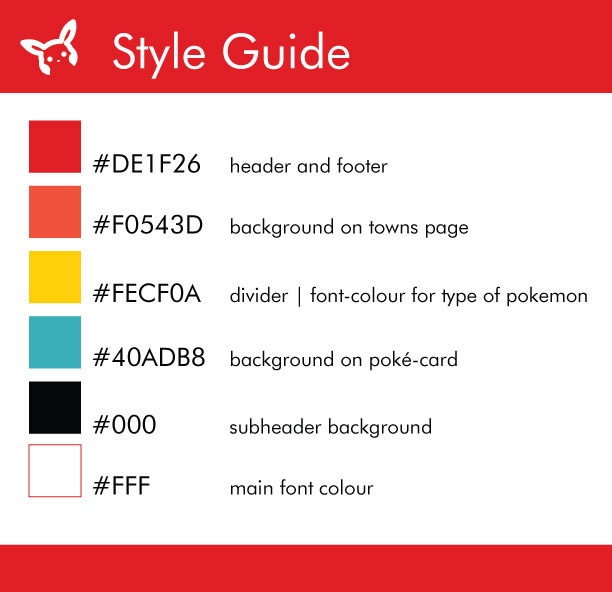 Style Guide
#DE1F26 header and footer
#F0543D background on towns page
#FECF0A divider | font-colour for type of pokemon
#40ADB8 background on poké-card
#000 subheader background
#FFF main font colour